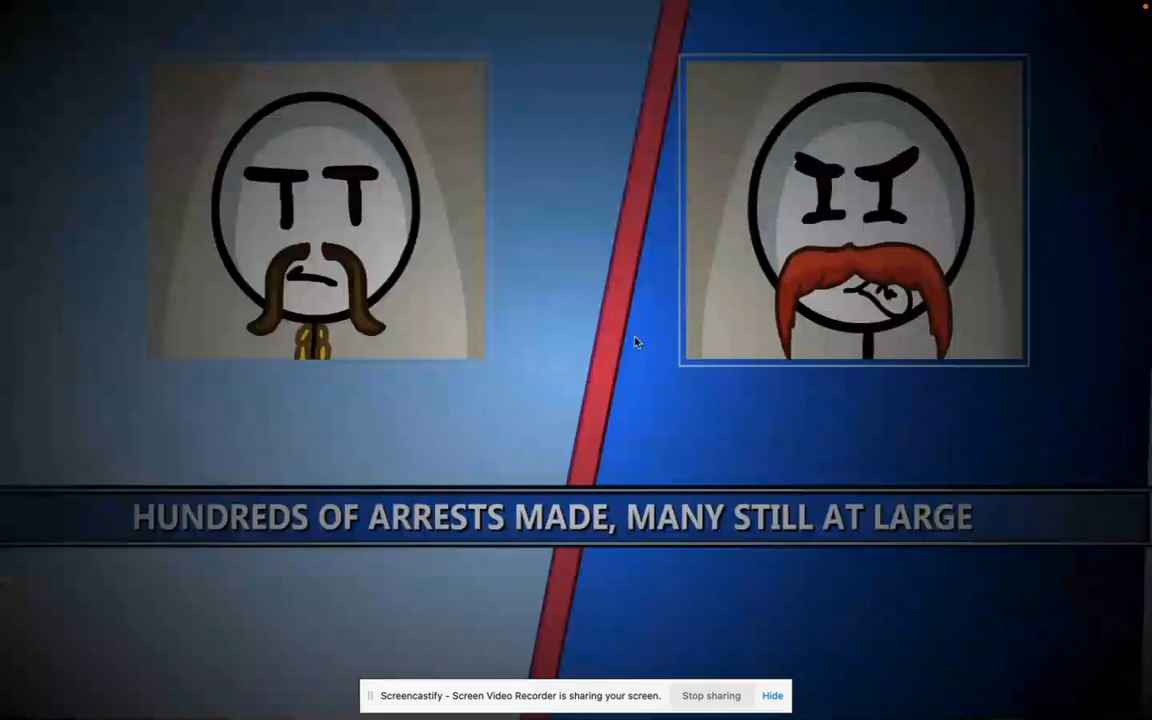 HUNDREDS OF ARRESTS MADE, MANY STILL AT LARGE
Screencastify - Screen Video Recorder is sharing your screen. Stop sharing Hide